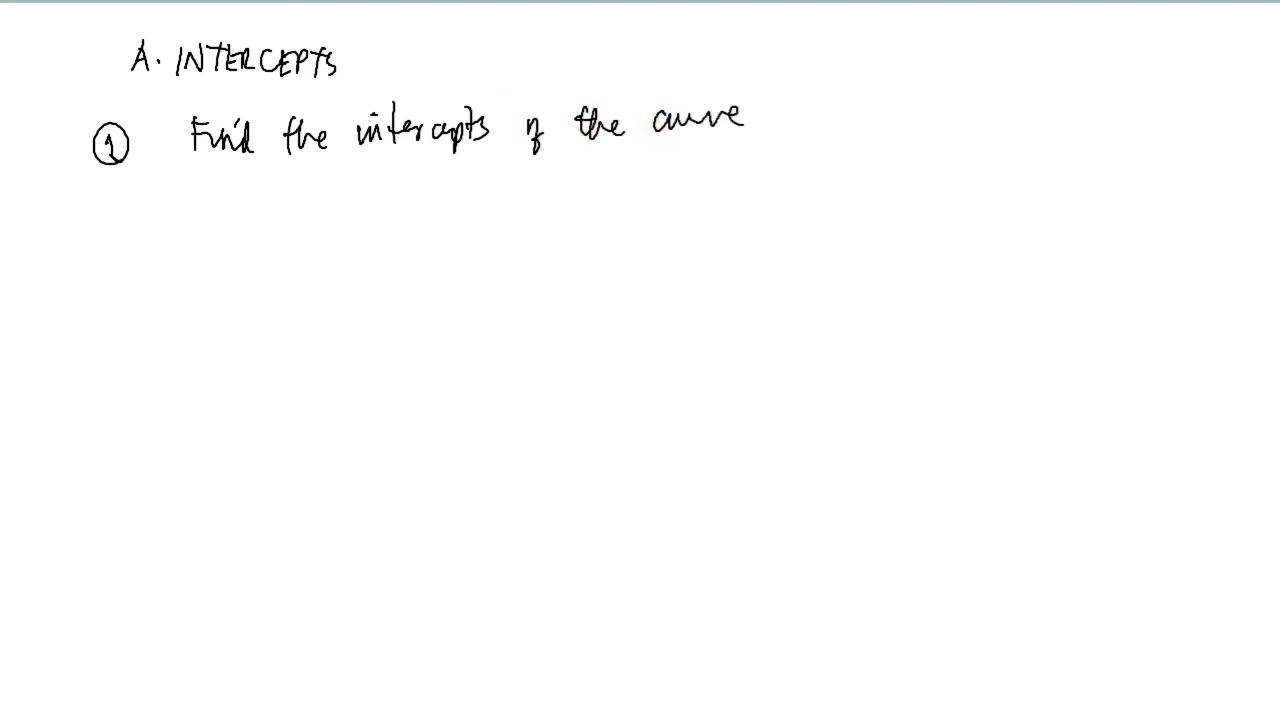 A. INTERCEPTS
① Find the intercepts of the curve